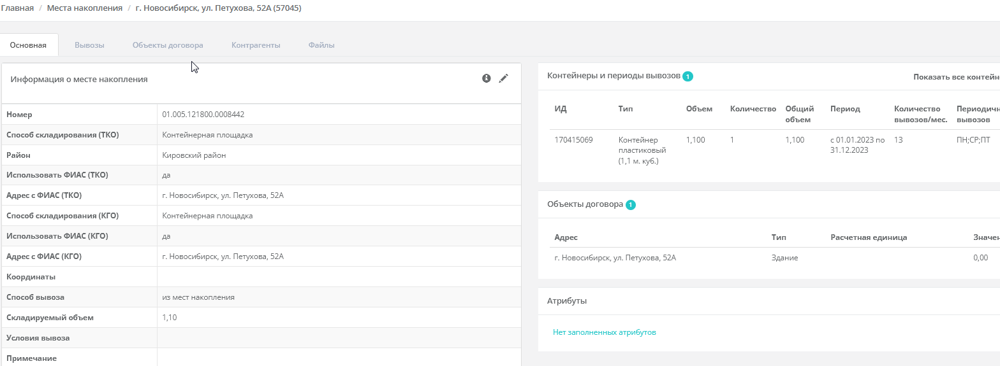 Главная / Места накопления / г. Новосибирск, ул. Петухова, 52А (57045)
Основная Вывозы Объекты договора Контрагенты Файлы
Информация о месте накопления
Номер 01.005.121800.0008442
Способ складирования (ТКО) Контейнерная площадка
Район Кировский район
Использовать ФИАС (ТКО) да
Адрес с ФИАС (ТКО) г. Новосибирск, ул. Петухова, 52А
Способ складирования (КГО) Контейнерная площадка
Использовать ФИАС (КГО) да
Адрес с ФИАС (КГО) г. Новосибирск, ул. Петухова, 52А
Координаты
Способ вывоза из мест накопления
Складируемый объем 1,10
Условия вывоза
Примечание
Контейнеры и периоды вывозов 1 Показать все контейн
ИД Тип Объем Количество Общий Период Количество Периодичн
объем вывозов/мес. вывозов
170415069 Контейнер 1,100 1 1,100 с 01.01.2023 по 13 ПН;СР;ПТ
пластиковый 31.12.2023
(1,1 м. куб.)
Объекты договора 1
Адрес Тип Расчетная единица Значен
г. Новосибирск, ул. Петухова, 52А Здание 0,00
Атрибуты
Нет заполненных атрибутов